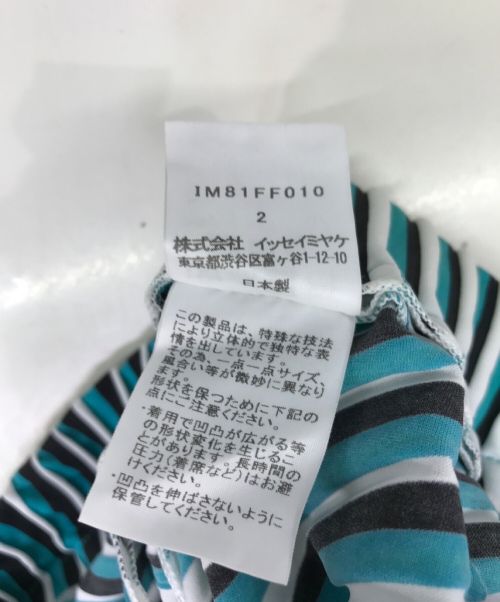 IM81FF010
2
株式会社 イッセイミヤケ
東京都渋谷区富ヶ谷1-12-10
日本製
この製品は、特殊な技法
により立体的で独特な表
情を出しています。
その為、一点一点サイズ、
風合い等が微妙に異なり
ます。
形状を保つために下記の
点にご注意ください。
・着用で凹凸が広がる等
の形状変化を生じるこ
とがあります。長時間の
圧力(着席など)はお避
けください。
・凹凸を伸ばさないように
保管してください。